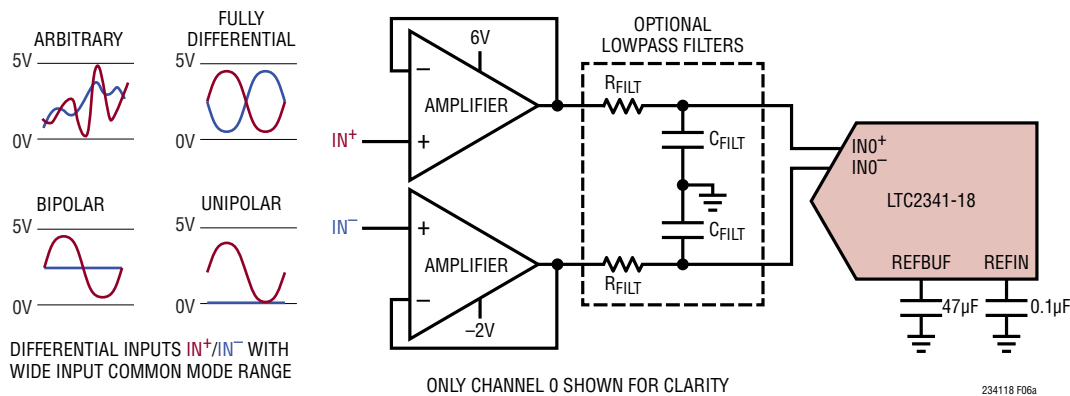 ARBITRARY
5V
0V
FULLY
DIFFERENTIAL
5V
0V
BIPOLAR
5V
0V
UNIPOLAR
5V
0V
DIFFERENTIAL INPUTS IN+/IN− WITH
WIDE INPUT COMMON MODE RANGE
6V
−
AMPLIFIER
+
IN+
IN−
+
AMPLIFIER
−
−2V
OPTIONAL
LOWPASS FILTERS
RFILT
CFILT
CFILT
RFILT
IN0+
IN0−
LTC2341-18
REFBUF REFIN
47µF
0.1µF
ONLY CHANNEL 0 SHOWN FOR CLARITY
234118 F06a